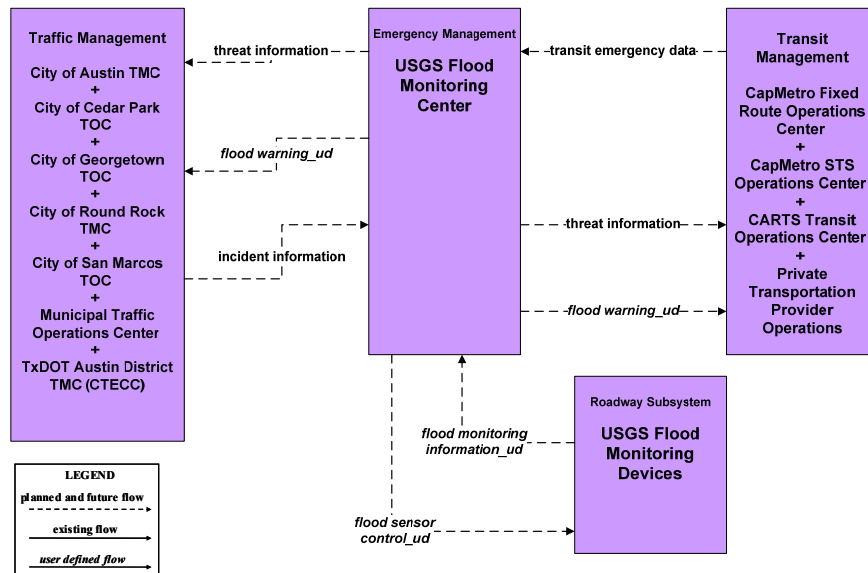 Traffic Management
City of Austin TMC
+
City of Cedar Park
TOC
+
City of Georgetown
TOC
+
City of Round Rock
TMC
+
City of San Marcos
TOC
+
Municipal Traffic
Operations Center
+
TxDOT Austin District
TMC (CTECC)
threat information
flood warning_ud
incident information
Emergency Management
USGS Flood
Monitoring
Center
transit emergency data
threat information
flood warning_ud
Transit
Management
CapMetro Fixed
Route Operations
Center
+
CapMetro STS
Operations Center
+
CARTS Transit
Operations Center
+
Private
Transportation
Provider
Operations
flood monitoring
information_ud
flood sensor
control_ud
Roadway Subsystem
USGS Flood
Monitoring
Devices
LEGEND
planned and future flow
existing flow
user defined flow